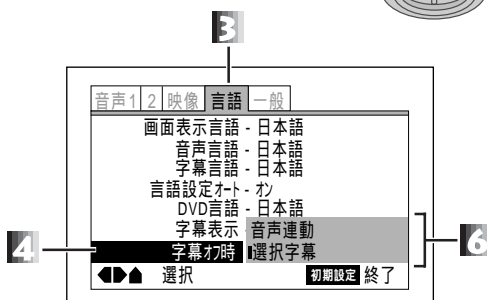 3
音声1 2 映像 言語 一般
画面表示言語 - 日本語
音声言語 - 日本語
字幕言語 - 日本語
言語設定オート - オン
DVD言語 - 日本語
字幕表示 - 音声連動
4 字幕オフ時 選択字幕 6
選択 初期設定 終了